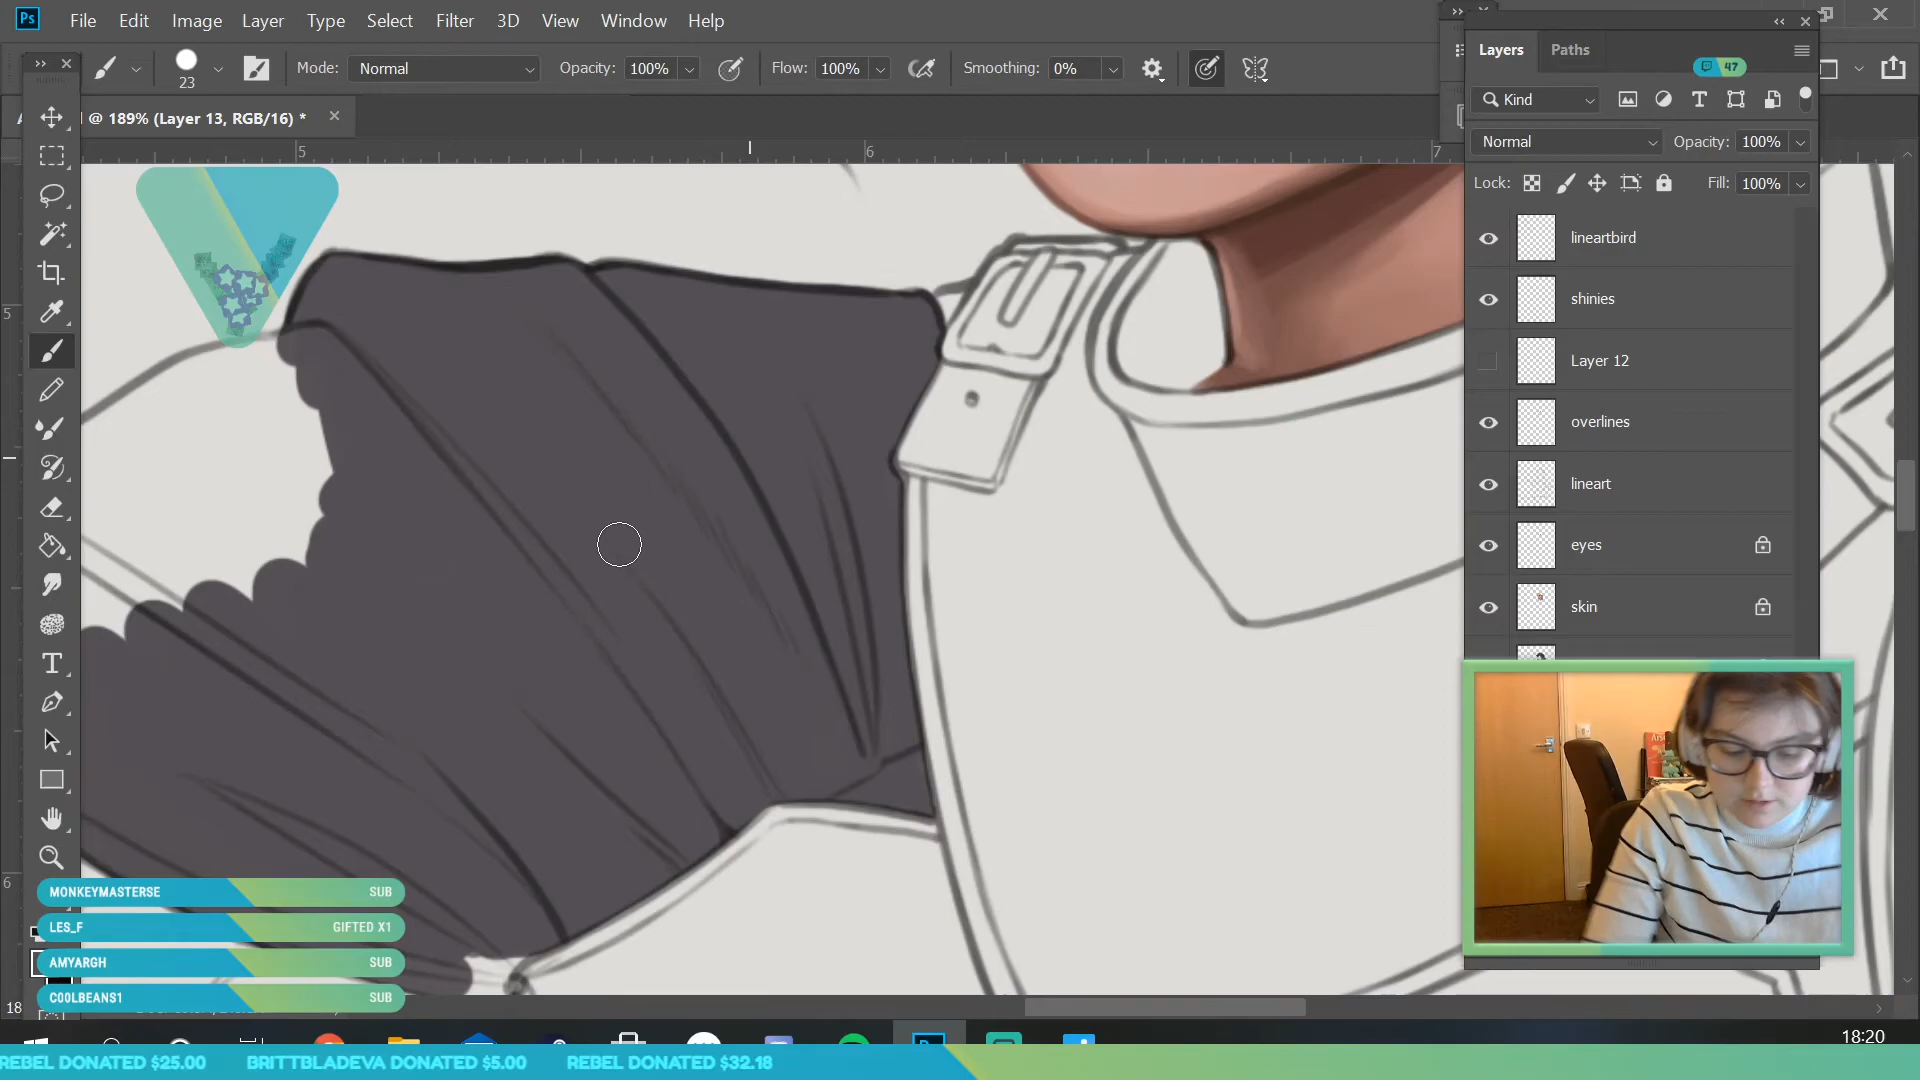 Ps File Edit Image Layer Type Select Filter 3D View Window Help
23 Mode: Normal Opacity: 100% Flow: 100% Smoothing: 0%
@ 189% (Layer 13, RGB/16) *
5 6 7
5
6
Layers Paths
47
Kind
Normal Opacity: 100%
Lock: Fill: 100%
lineartbird
shinies
Layer 12
overlines
lineart
eyes
skin
MONKEYMASTERSE SUB
LES_F GIFTED X1
AMYARGH SUB
C00LBEANS1 SUB
18
18:20
REBEL DONATED $25.00 BRITTBLADEVA DONATED $5.00 REBEL DONATED $32.18